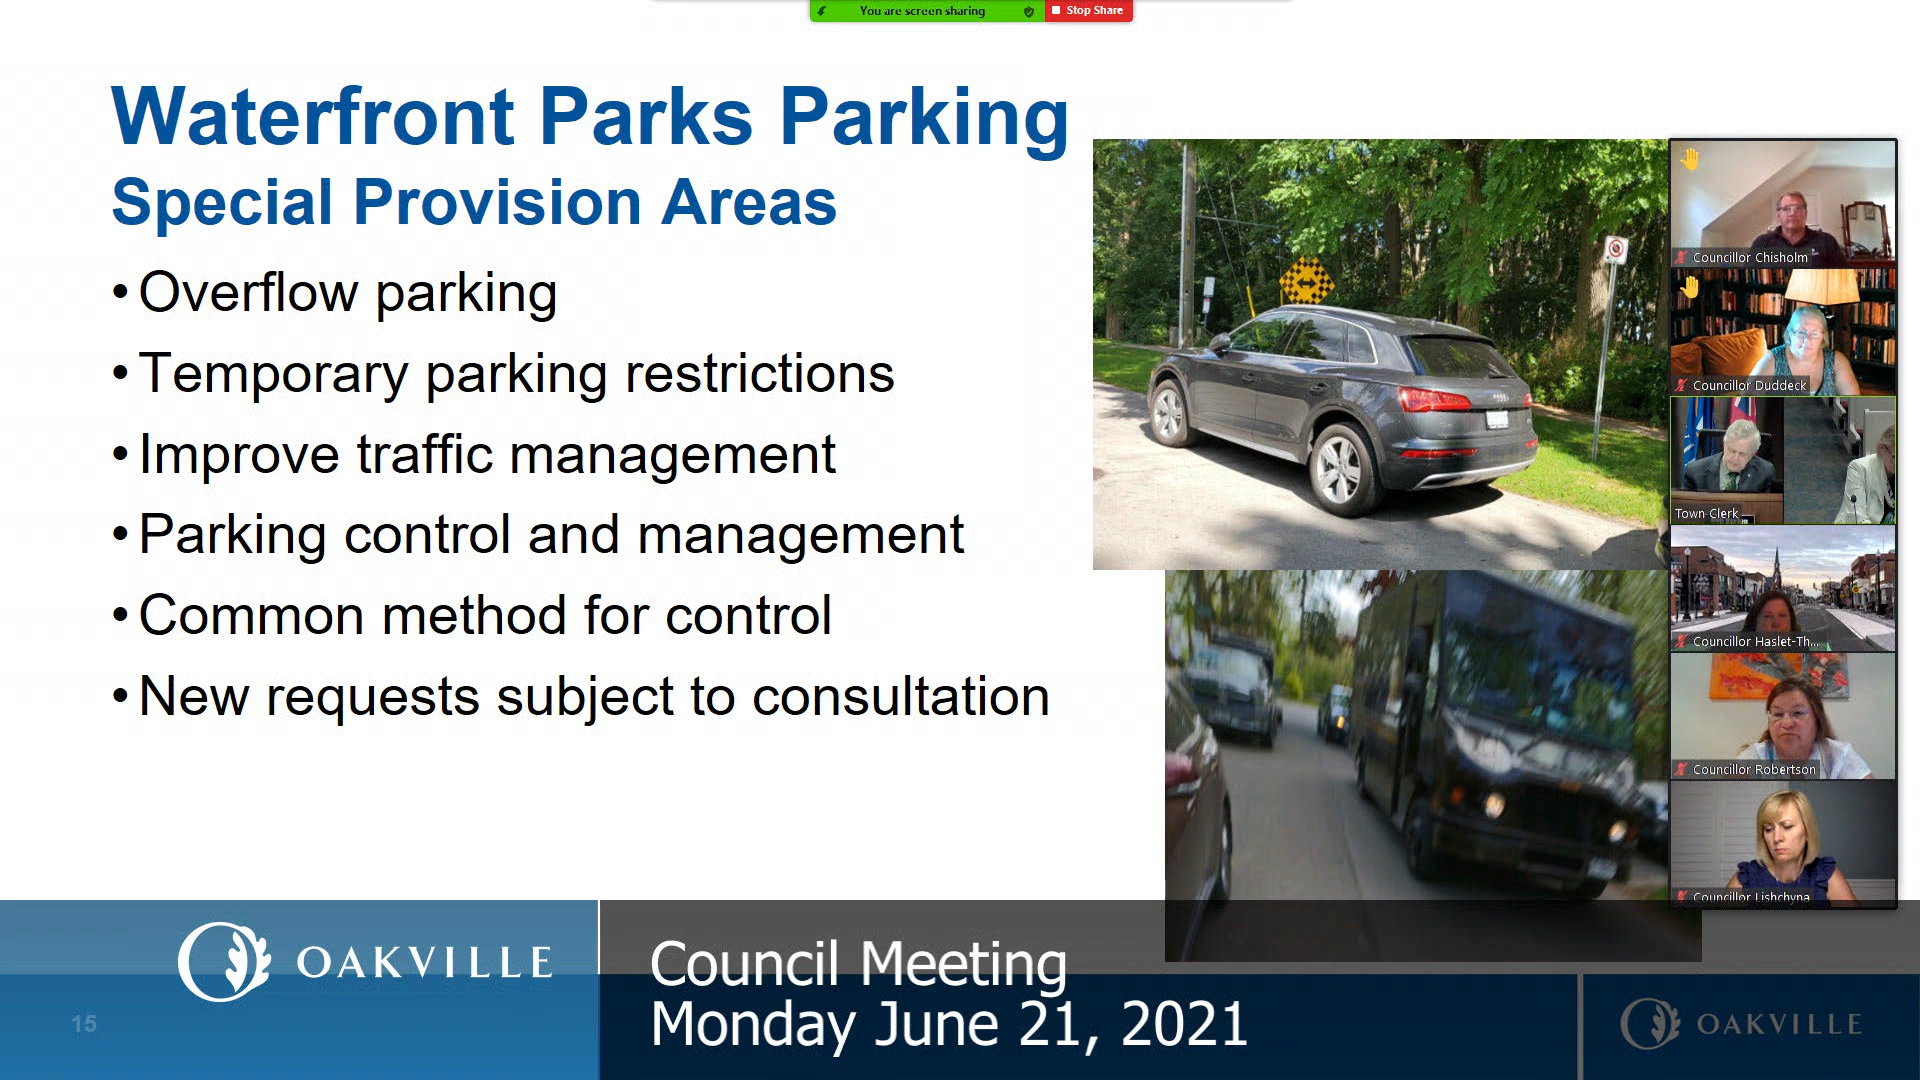 You are screen sharing
Stop Share
Waterfront Parks Parking
Special Provision Areas
• Overflow parking
• Temporary parking restrictions
• Improve traffic management
• Parking control and management
• Common method for control
• New requests subject to consultation
Councillor Chisholm
Councillor Duddeck
Town Clerk
Councillor Haslet-Th...
Councillor Robertson
Councillor Lishchyna
OAKVILLE
15
Council Meeting
Monday June 21, 2021
OAKVILLE